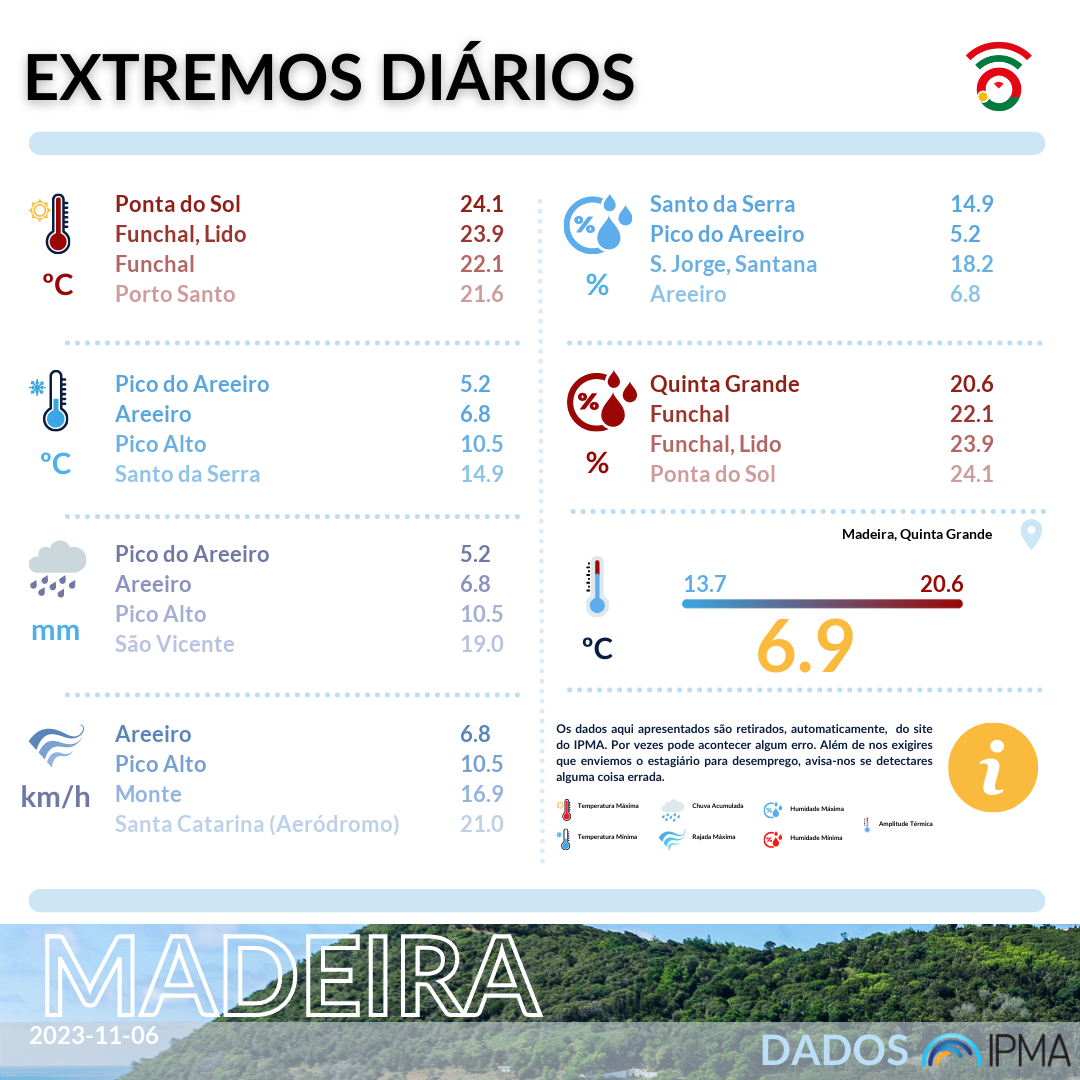 EXTREMOS DIÁRIOS
Ponta do Sol 24.1
Funchal, Lido 23.9
Funchal 22.1
Porto Santo 21.6
ºC
Pico do Areeiro 5.2
Areeiro 6.8
Pico Alto 10.5
Santo da Serra 14.9
ºC
Pico do Areeiro 5.2
Areeiro 6.8
Pico Alto 10.5
São Vicente 19.0
mm
Areeiro 6.8
Pico Alto 10.5
Monte 16.9
Santa Catarina (Aeródromo) 21.0
km/h
Santo da Serra 14.9
Pico do Areeiro 5.2
S. Jorge, Santana 18.2
Areeiro 6.8
%
%
Quinta Grande 20.6
Funchal 22.1
Funchal, Lido 23.9
Ponta do Sol 24.1
%
%
Madeira, Quinta Grande
13.7 20.6
6.9
ºC
Os dados aqui apresentados são retirados, automaticamente, do site
do IPMA. Por vezes pode acontecer algum erro. Além de nos exigires
que enviemos o estagiário para desemprego, avisa-nos se detectares
alguma coisa errada.
i
Temperatura Máxima
Chuva Acumulada
Humidade Máxima
Amplitude Térmica
Temperatura Mínima
Rajada Máxima
Humidade Mínima
MADEIRA
2023-11-06
DADOS IPMA